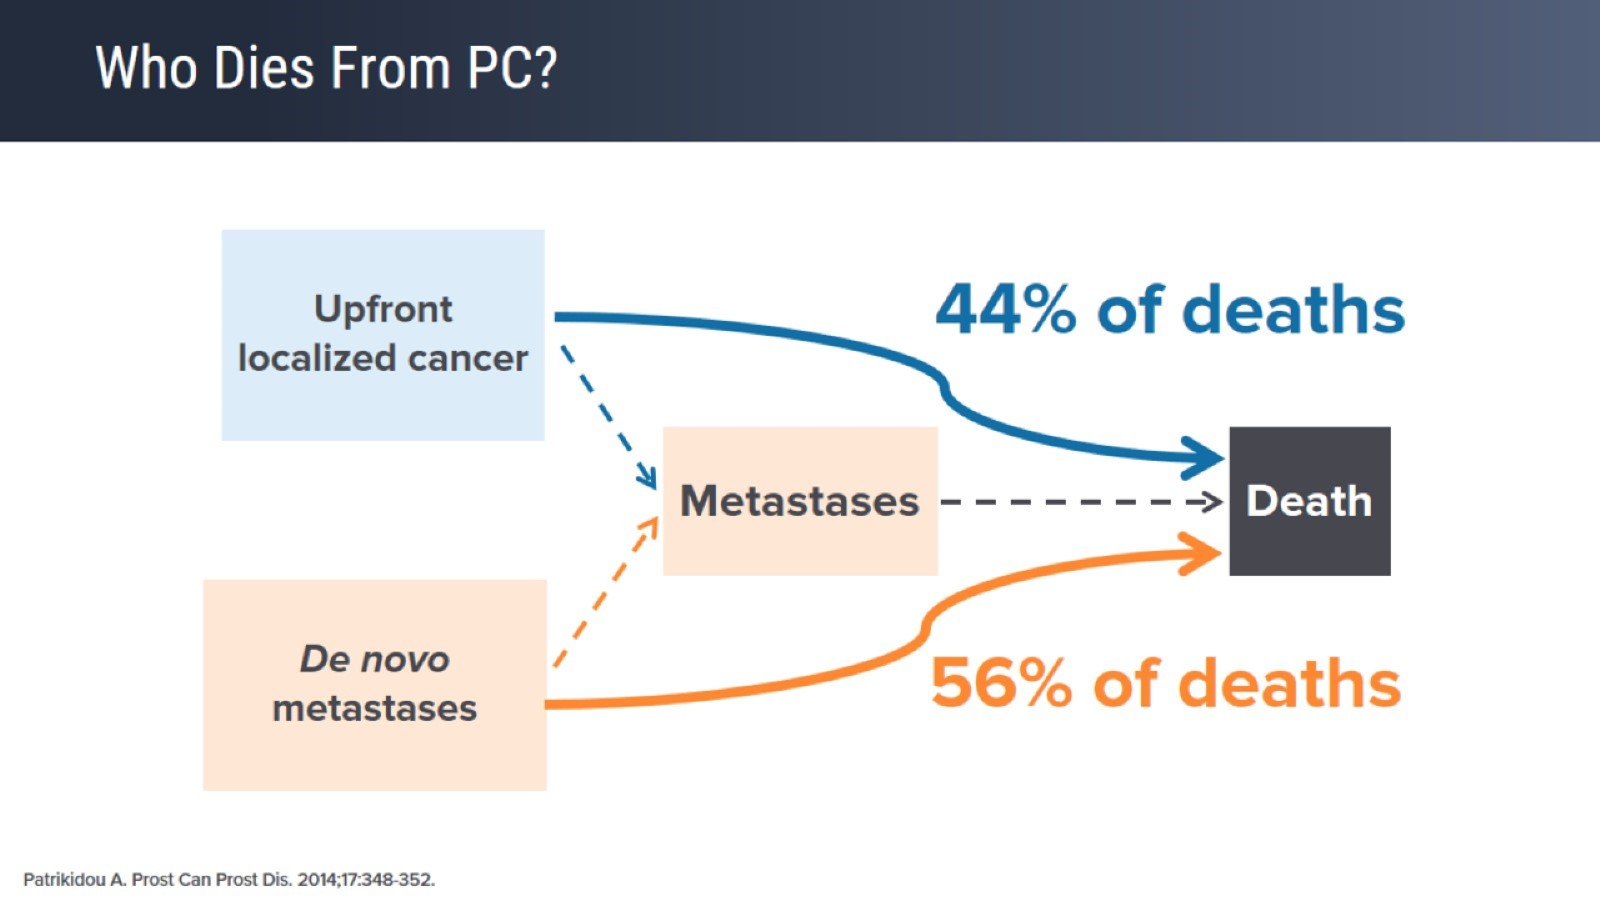 Who Dies From PC?
Upfront
localized cancer
44% of deaths
Metastases
Death
De novo
metastases
56% of deaths
Patrikidou A. Prost Can Prost Dis. 2014;17:348-352.